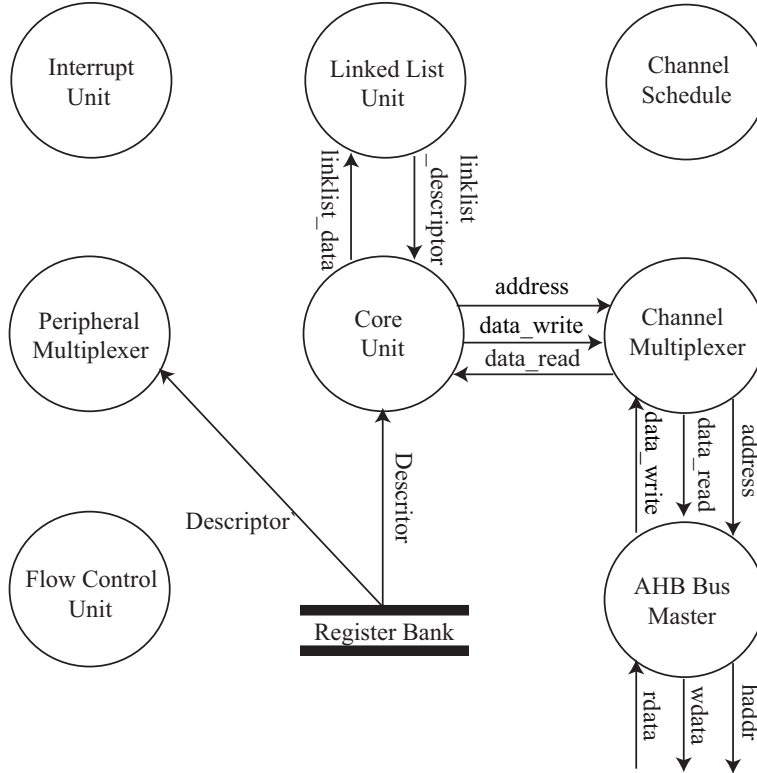 Interrupt
Unit
Linked List
Unit
Channel
Schedule
linklist_data
linklist
_descriptor
Peripheral
Multiplexer
Core
Unit
address
data_write
data_read
Channel
Multiplexer
data_write
data_read
address
Descriptor`
Descritor
Flow Control
Unit
Register Bank
AHB Bus
Master
rdata
wdata
haddr